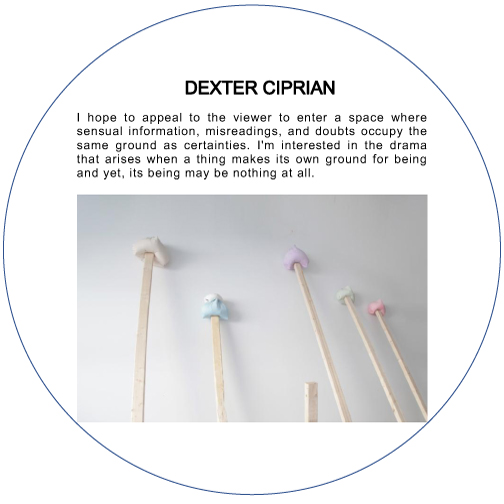 DEXTER CIPRIAN
I hope to appeal to the viewer to enter a space where
sensual information, misreadings, and doubts occupy the
same ground as certainties. I'm interested in the drama
that arises when a thing makes its own ground for being
and yet, its being may be nothing at all.